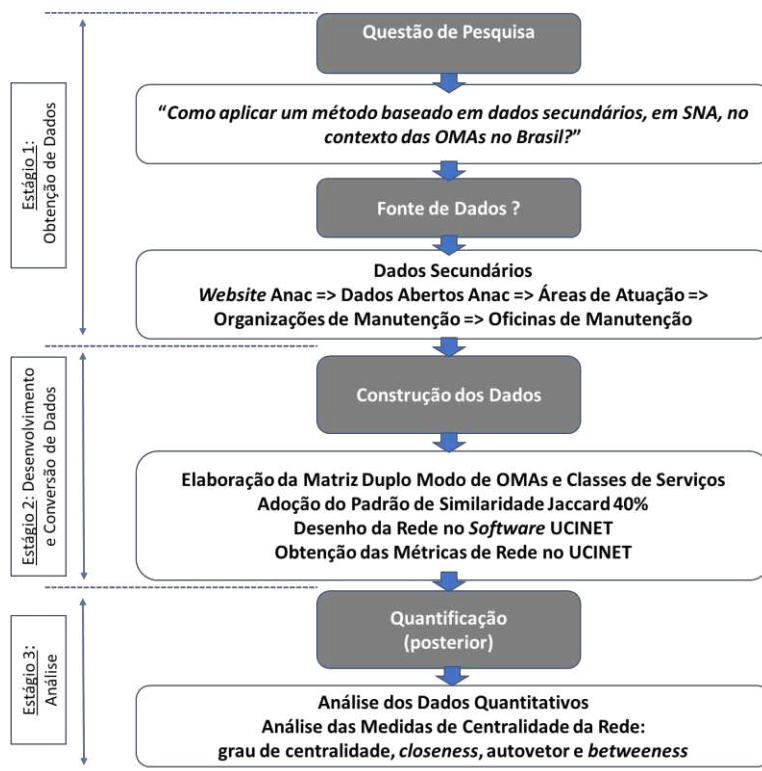 Estágio 1:
Obtenção de Dados
Questão de Pesquisa
“Como aplicar um método baseado em dados secundários, em SNA, no
contexto das OMAs no Brasil?”
Fonte de Dados ?
Dados Secundários
Website Anac => Dados Abertos Anac => Áreas de Atuação =>
Organizações de Manutenção => Oficinas de Manutenção
Estágio 2: Desenvolvimento
e Conversão de Dados
Construção dos Dados
Elaboração da Matriz Duplo Modo de OMAs e Classes de Serviços
Adoção do Padrão de Similaridade Jaccard 40%
Desenho da Rede no Software UCINET
Obtenção das Métricas de Rede no UCINET
Estágio 3:
Análise
Quantificação
(posterior)
Análise dos Dados Quantitativos
Análise das Medidas de Centralidade da Rede:
grau de centralidade, closeness, autovetor e betweeness